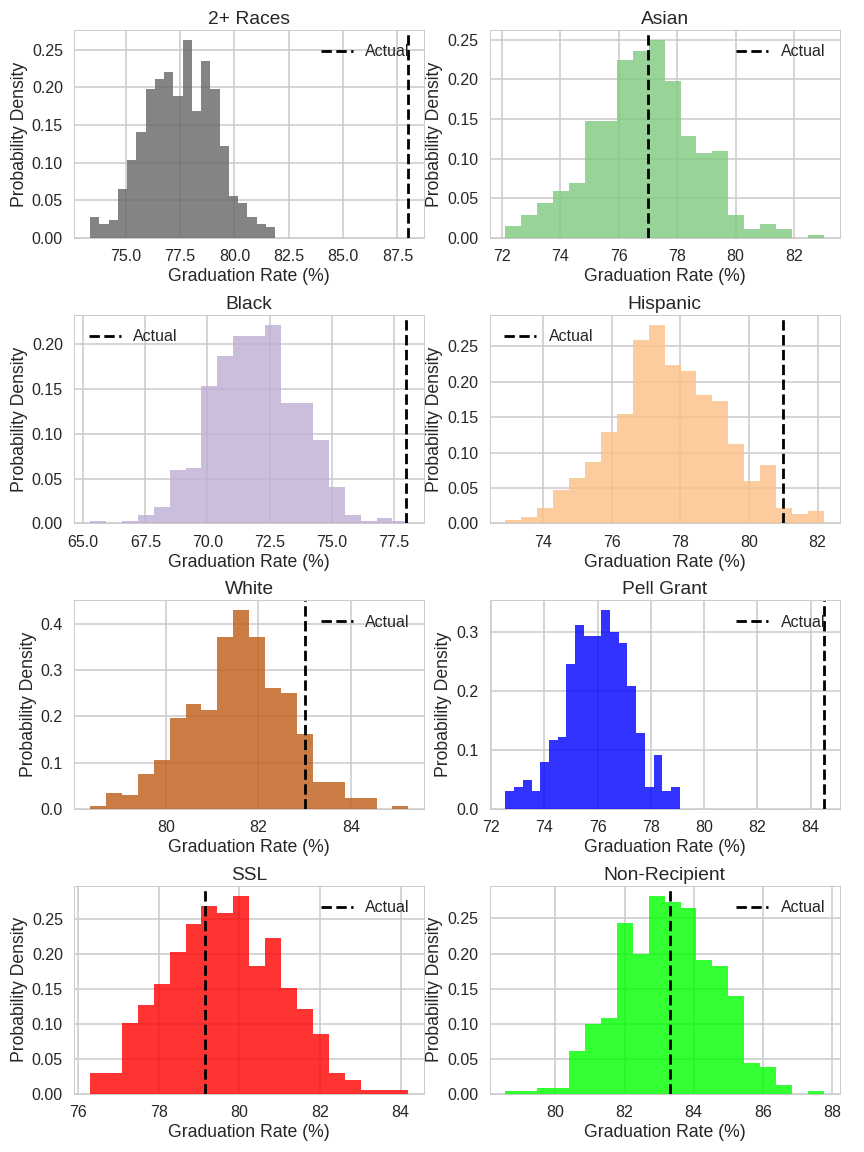 2+ Races
Probability Density
0.25
0.20
0.15
0.10
0.05
0.00
Actual
75.0 77.5 80.0 82.5 85.0 87.5
Graduation Rate (%)
Asian
Probability Density
0.25
0.20
0.15
0.10
0.05
0.00
Actual
72 74 76 78 80 82
Graduation Rate (%)
Black
Probability Density
0.20
0.15
0.10
0.05
0.00
Actual
65.0 67.5 70.0 72.5 75.0 77.5
Graduation Rate (%)
Hispanic
Probability Density
0.25
0.20
0.15
0.10
0.05
0.00
Actual
74 76 78 80 82
Graduation Rate (%)
White
Probability Density
0.4
0.3
0.2
0.1
0.0
Actual
80 82 84
Graduation Rate (%)
Pell Grant
Probability Density
0.3
0.2
0.1
0.0
Actual
72 74 76 78 80 82 84
Graduation Rate (%)
SSL
Probability Density
0.25
0.20
0.15
0.10
0.05
0.00
Actual
76 78 80 82 84
Graduation Rate (%)
Non-Recipient
Probability Density
0.25
0.20
0.15
0.10
0.05
0.00
Actual
80 82 84 86 88
Graduation Rate (%)